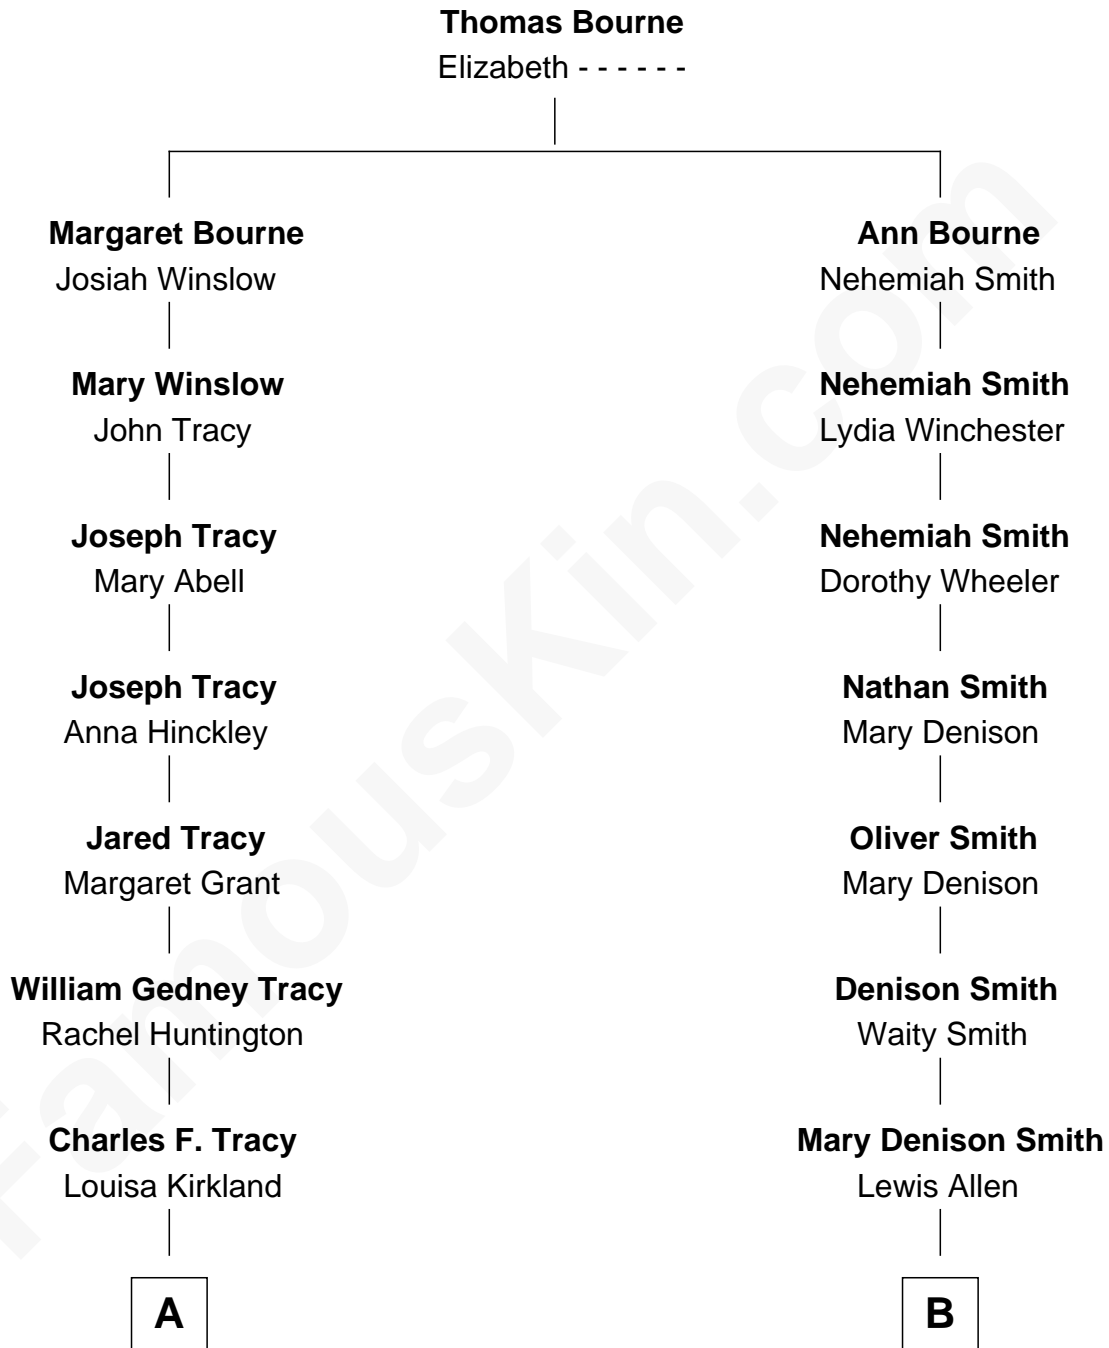 Thomas Bourne
Elizabeth - - - - - -
Margaret Bourne
Josiah Winslow
Ann Bourne
Nehemiah Smith
Mary Winslow
John Tracy
Nehemiah Smith
Lydia Winchester
Joseph Tracy
Mary Abell
Nehemiah Smith
Dorothy Wheeler
Joseph Tracy
Anna Hinckley
Nathan Smith
Mary Denison
Jared Tracy
Margaret Grant
Oliver Smith
Mary Denison
William Gedney Tracy
Rachel Huntington
Denison Smith
Waity Smith
Charles F. Tracy
Louisa Kirkland
Mary Denison Smith
Lewis Allen
A
B
FamousKin.com